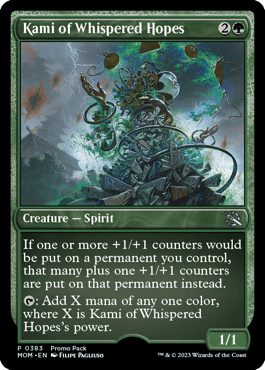 Kami of Whispered Hopes 2
Creature — Spirit
If one or more +1/+1 counters would
be put on a permanent you control,
that many plus one +1/+1 counters
are put on that permanent instead.
: Add X mana of any one color,
where X is Kami of Whispered
Hopes's power.
1/1
P 0383 Promo Pack
MOM • EN Filipe Pagliuso ™ & © 2023 Wizards of the Coast